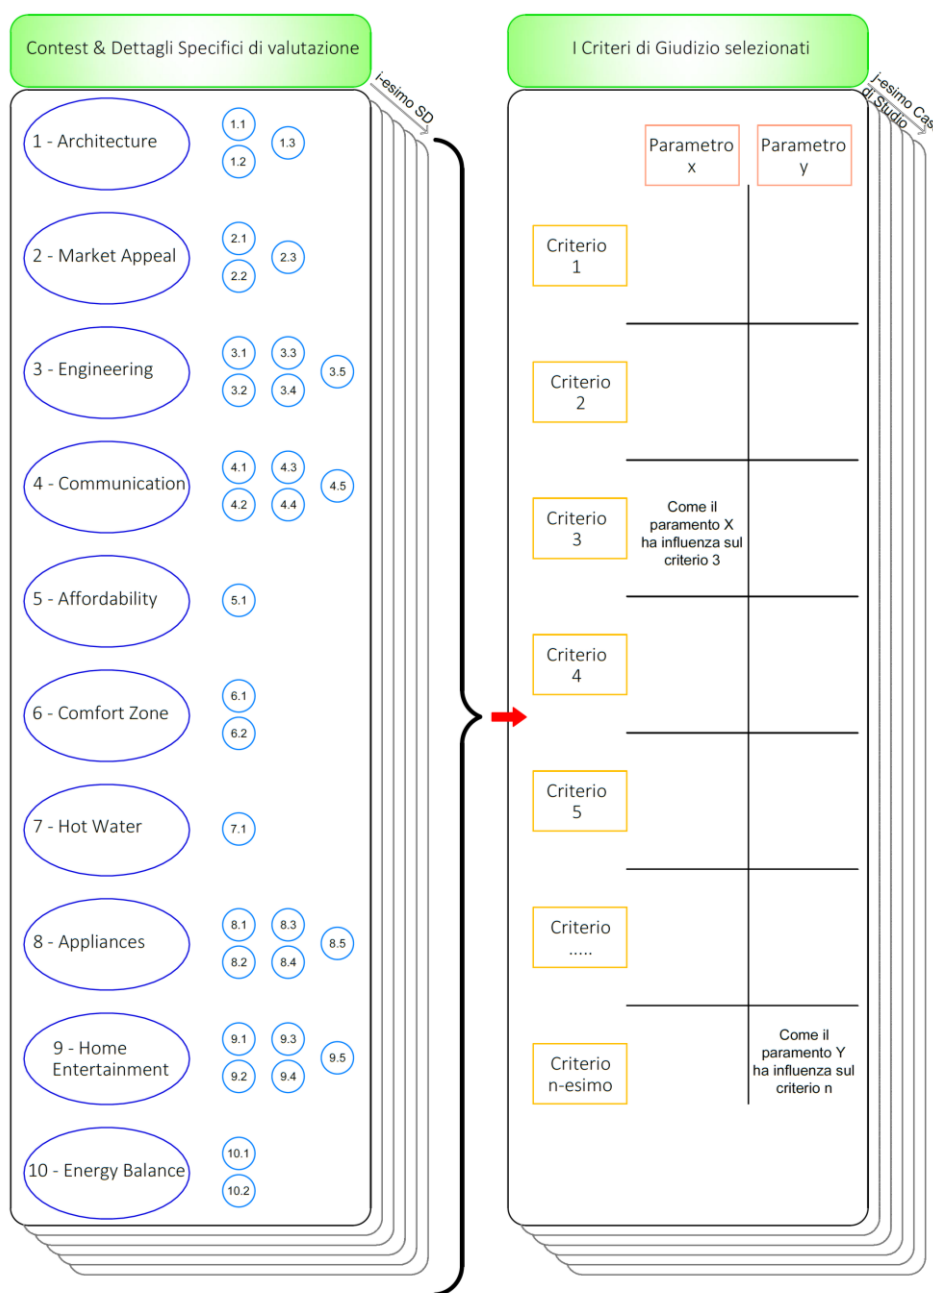 Contest & Dettagli Specifici di valutazione
i-esimo SD
1 - Architecture
1.1
1.2
1.3
2 - Market Appeal
2.1
2.2
2.3
3 - Engineering
3.1
3.2
3.3
3.4
3.5
4 - Communication
4.1
4.2
4.3
4.4
4.5
5 - Affordability
5.1
6 - Comfort Zone
6.1
6.2
7 - Hot Water
7.1
8 - Appliances
8.1
8.2
8.3
8.4
8.5
9 - Home
Entertainment
9.1
9.2
9.3
9.4
9.5
10 - Energy Balance
10.1
10.2
I Criteri di Giudizio selezionati
j-esimo Cas
di Studio
Parametro
x
Parametro
y
Criterio
1
Criterio
2
Criterio
3
Come il
paramento X
ha influenza sul
criterio 3
Criterio
4
Criterio
5
Criterio
.....
Criterio
n-esimo
Come il
paramento Y
ha influenza sul
criterio n